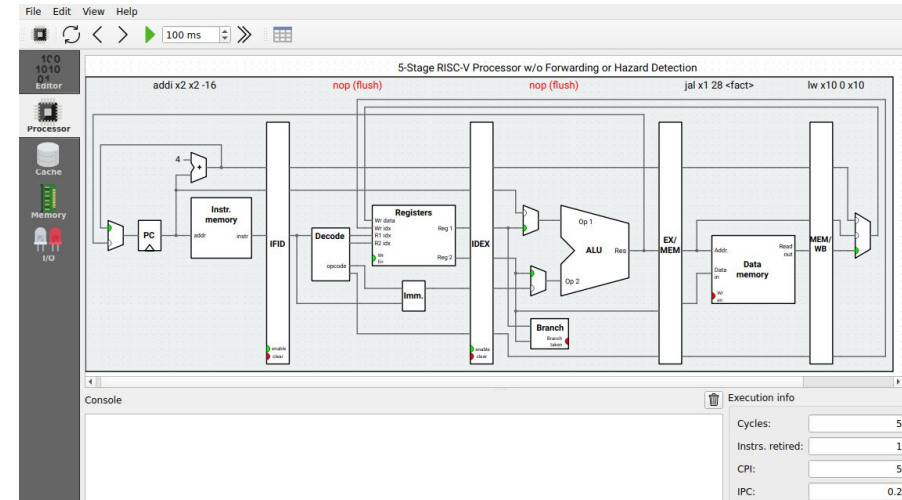 File Edit View Help
100 ms
100
1010
01
Editor
Processor
Cache
Memory
I/O
5-Stage RISC-V Processor w/o Forwarding or Hazard Detection
addi x2 x2 -16 nop (flush) nop (flush) jal x1 28 <fact> lw x10 0 x10
4
+
PC
Instr.
memory
addr instr
IFID
enable
clear
Decode
opcode
Registers
Wr data
Wr idx
R1 idx
R2 idx
Wr
En
Reg 1
Reg 2
Imm.
IDEX
enable
clear
Op 1
ALU Res
Op 2
Branch
Branch
taken
EX/
MEM
Addr.
Data
in
Wr
en
Data
memory
Read
out
MEM/
WB
Console
Execution info
Cycles: 5
Instrs. retired: 1
CPI: 5
IPC: 0.2